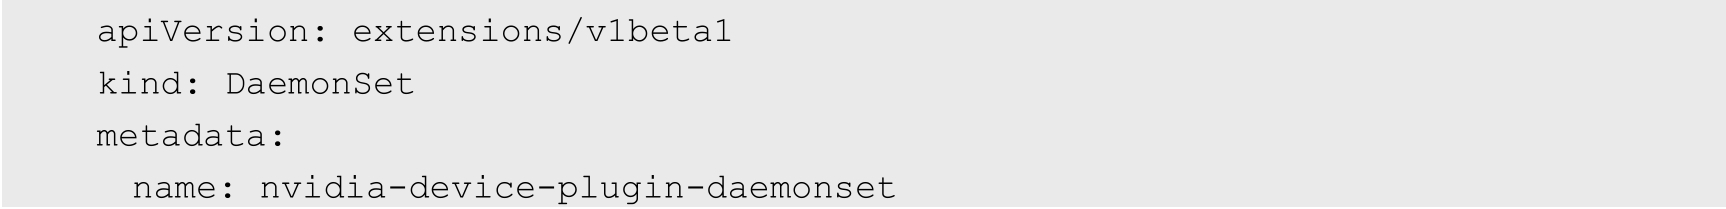 apiVersion: extensions/v1beta1
kind: DaemonSet
metadata:
  name: nvidia-device-plugin-daemonset